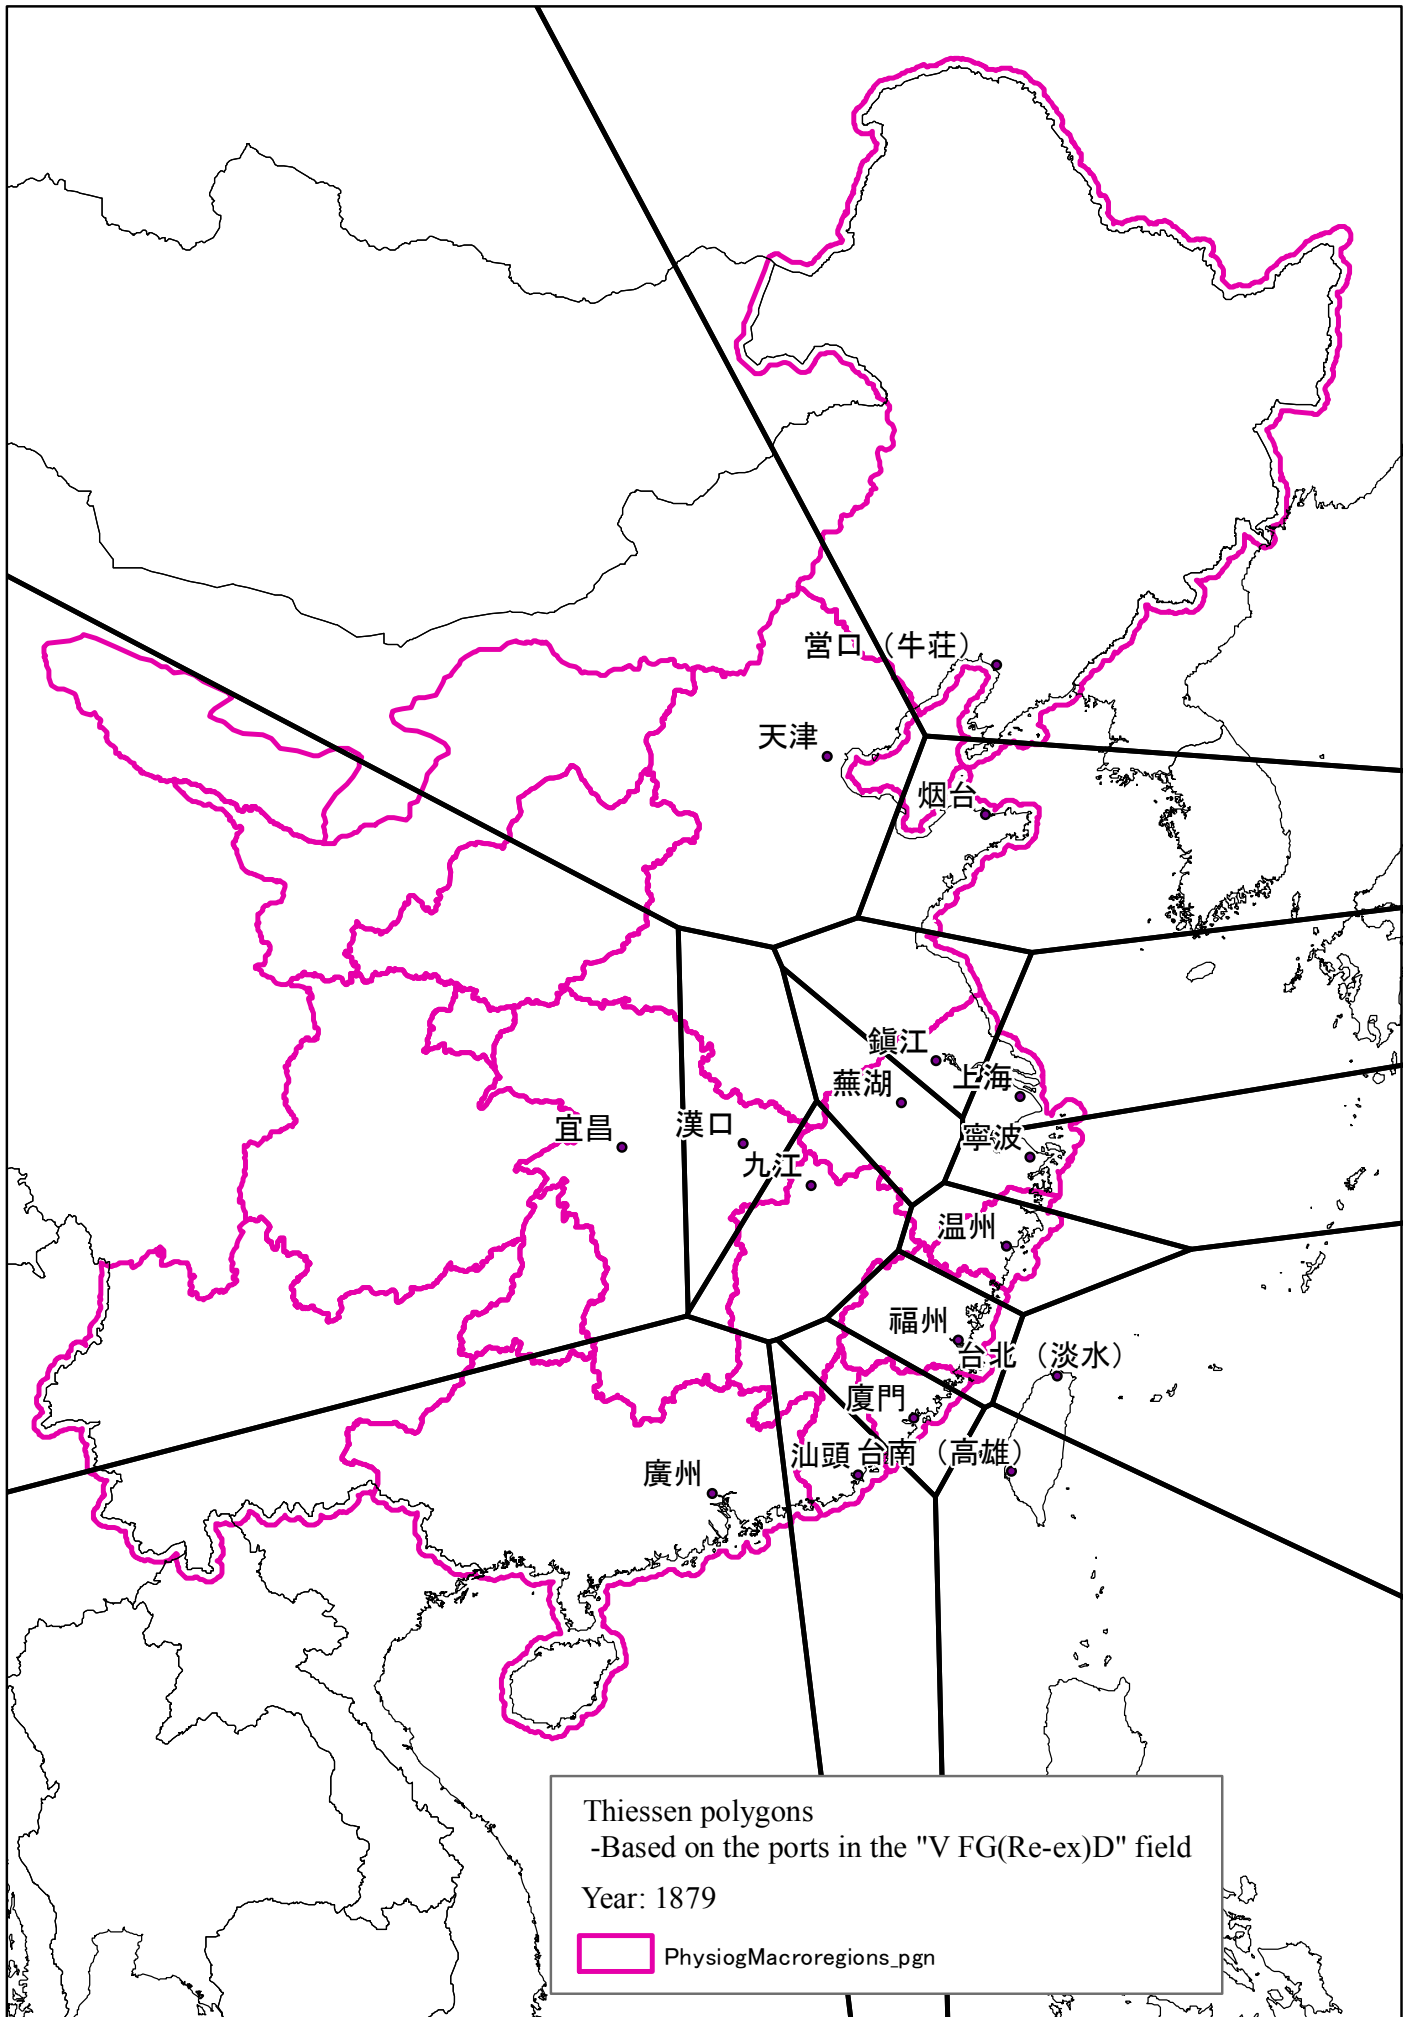 営口（牛荘）
天津
烟台
鎮江
上海
蕪湖
宜昌
漢口
寧波
九江
温州
福州
台北（淡水）
廈門
汕頭
台南（高雄）
廣州
Thiessen polygons
-Based on the ports in the "V FG(Re-ex)D" field
Year: 1879
PhysiogMacroregions_pgn